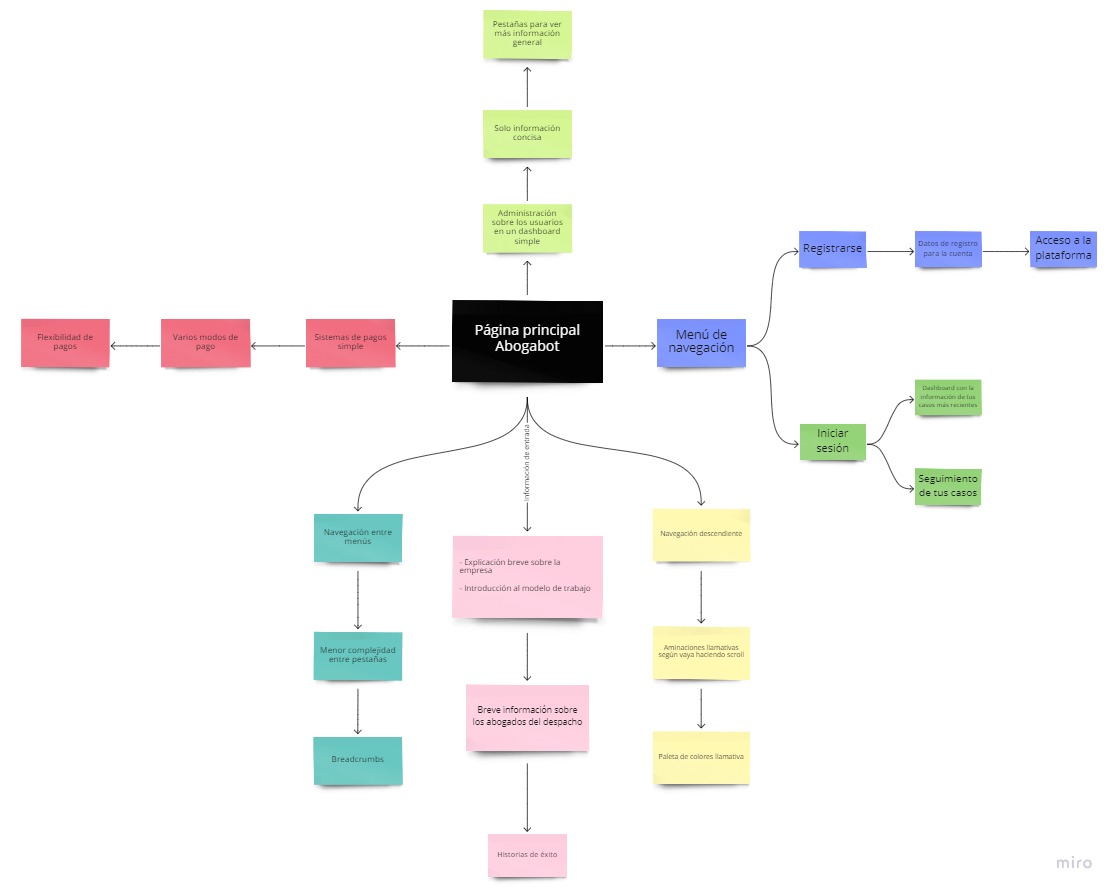 Pestañas para ver
más información
general
Solo información
concisa
Administración
sobre los usuarios
en un dashboard
simple
Registrarse
Datos de registro
para la cuenta
Acceso a la
plataforma
Flexibilidad de
pagos
Varios modos de
pago
Sistemas de pagos
simple
Página principal
Abogabot
Menú de
navegación
Dashboard con la
información de tus
casos más recientes
Iniciar
sesión
Seguimiento
de tus casos
Información de entrada
Navegación entre
menús
- Explicación breve sobre la
empresa
- Introducción al modelo de trabajo
Navegación descendiente
Menor complejidad
entre pestañas
Aminaciones llamativas
según vaya haciendo scroll
Breve información sobre
los abogados del despacho
Breadcrumbs
Paleta de colores llamativa
Historias de éxito
miro